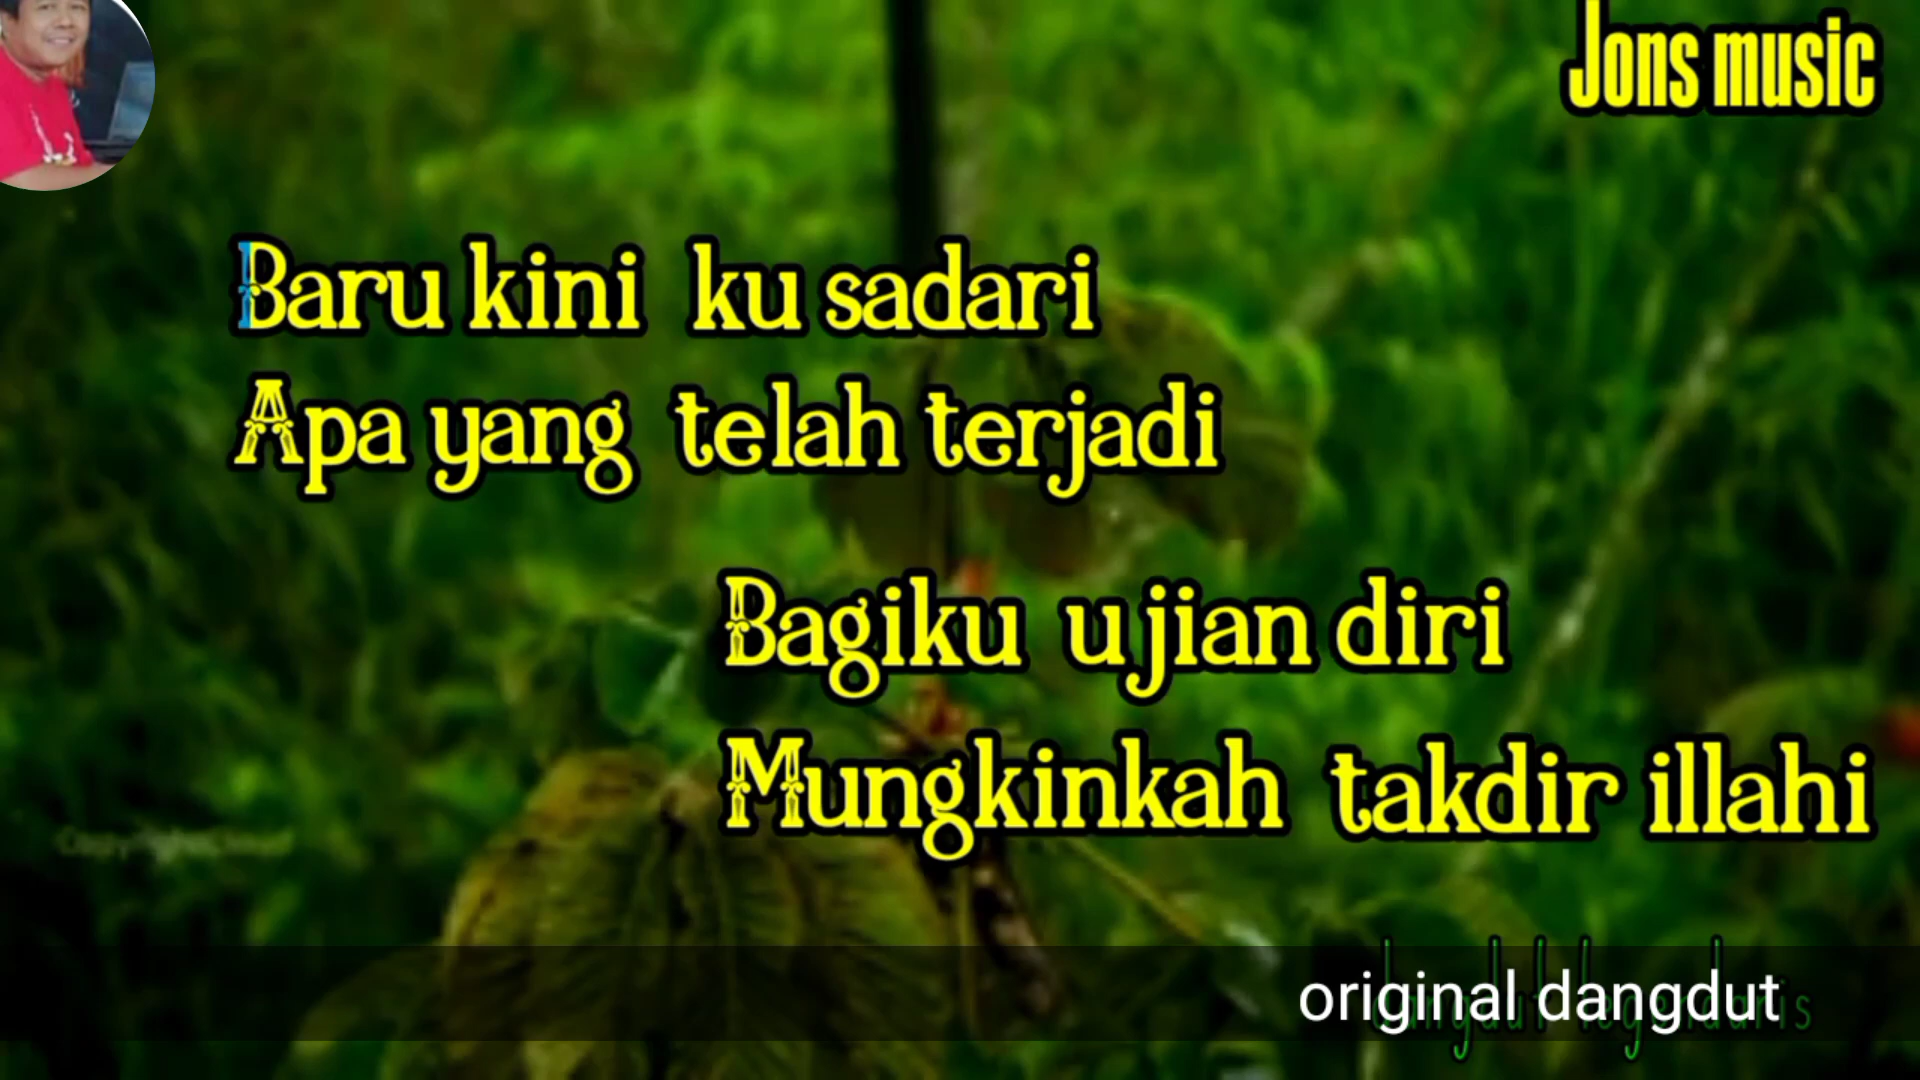 Jons music
Baru kini ku sadari
Apa yang telah terjadi
Bagiku ujian diri
Mungkinkah takdir illahi
original dangdut